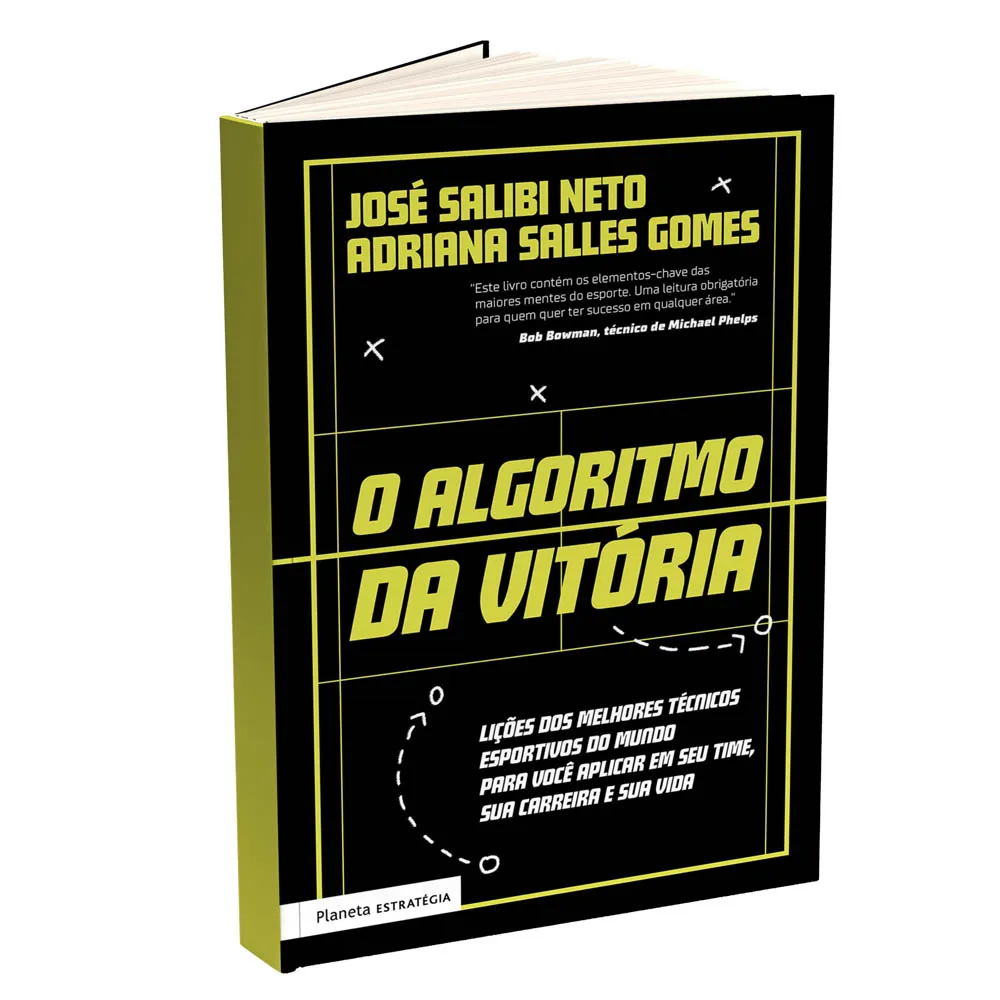 JOSÉ SALIBI NETO
ADRIANA SALLES GOMES
"Este livro contém os elementos-chave das
maiores mentes do esporte. Uma leitura obrigatória
para quem quer ter sucesso em qualquer área."
Bob Bowman, técnico de Michael Phelps
O ALGORITMO
DA VITÓRIA
LIÇÕES DOS MELHORES TÉCNICOS
ESPORTIVOS DO MUNDO
PARA VOCÊ APLICAR EM SEU TIME,
SUA CARREIRA E SUA VIDA
Planeta ESTRATÉGIA